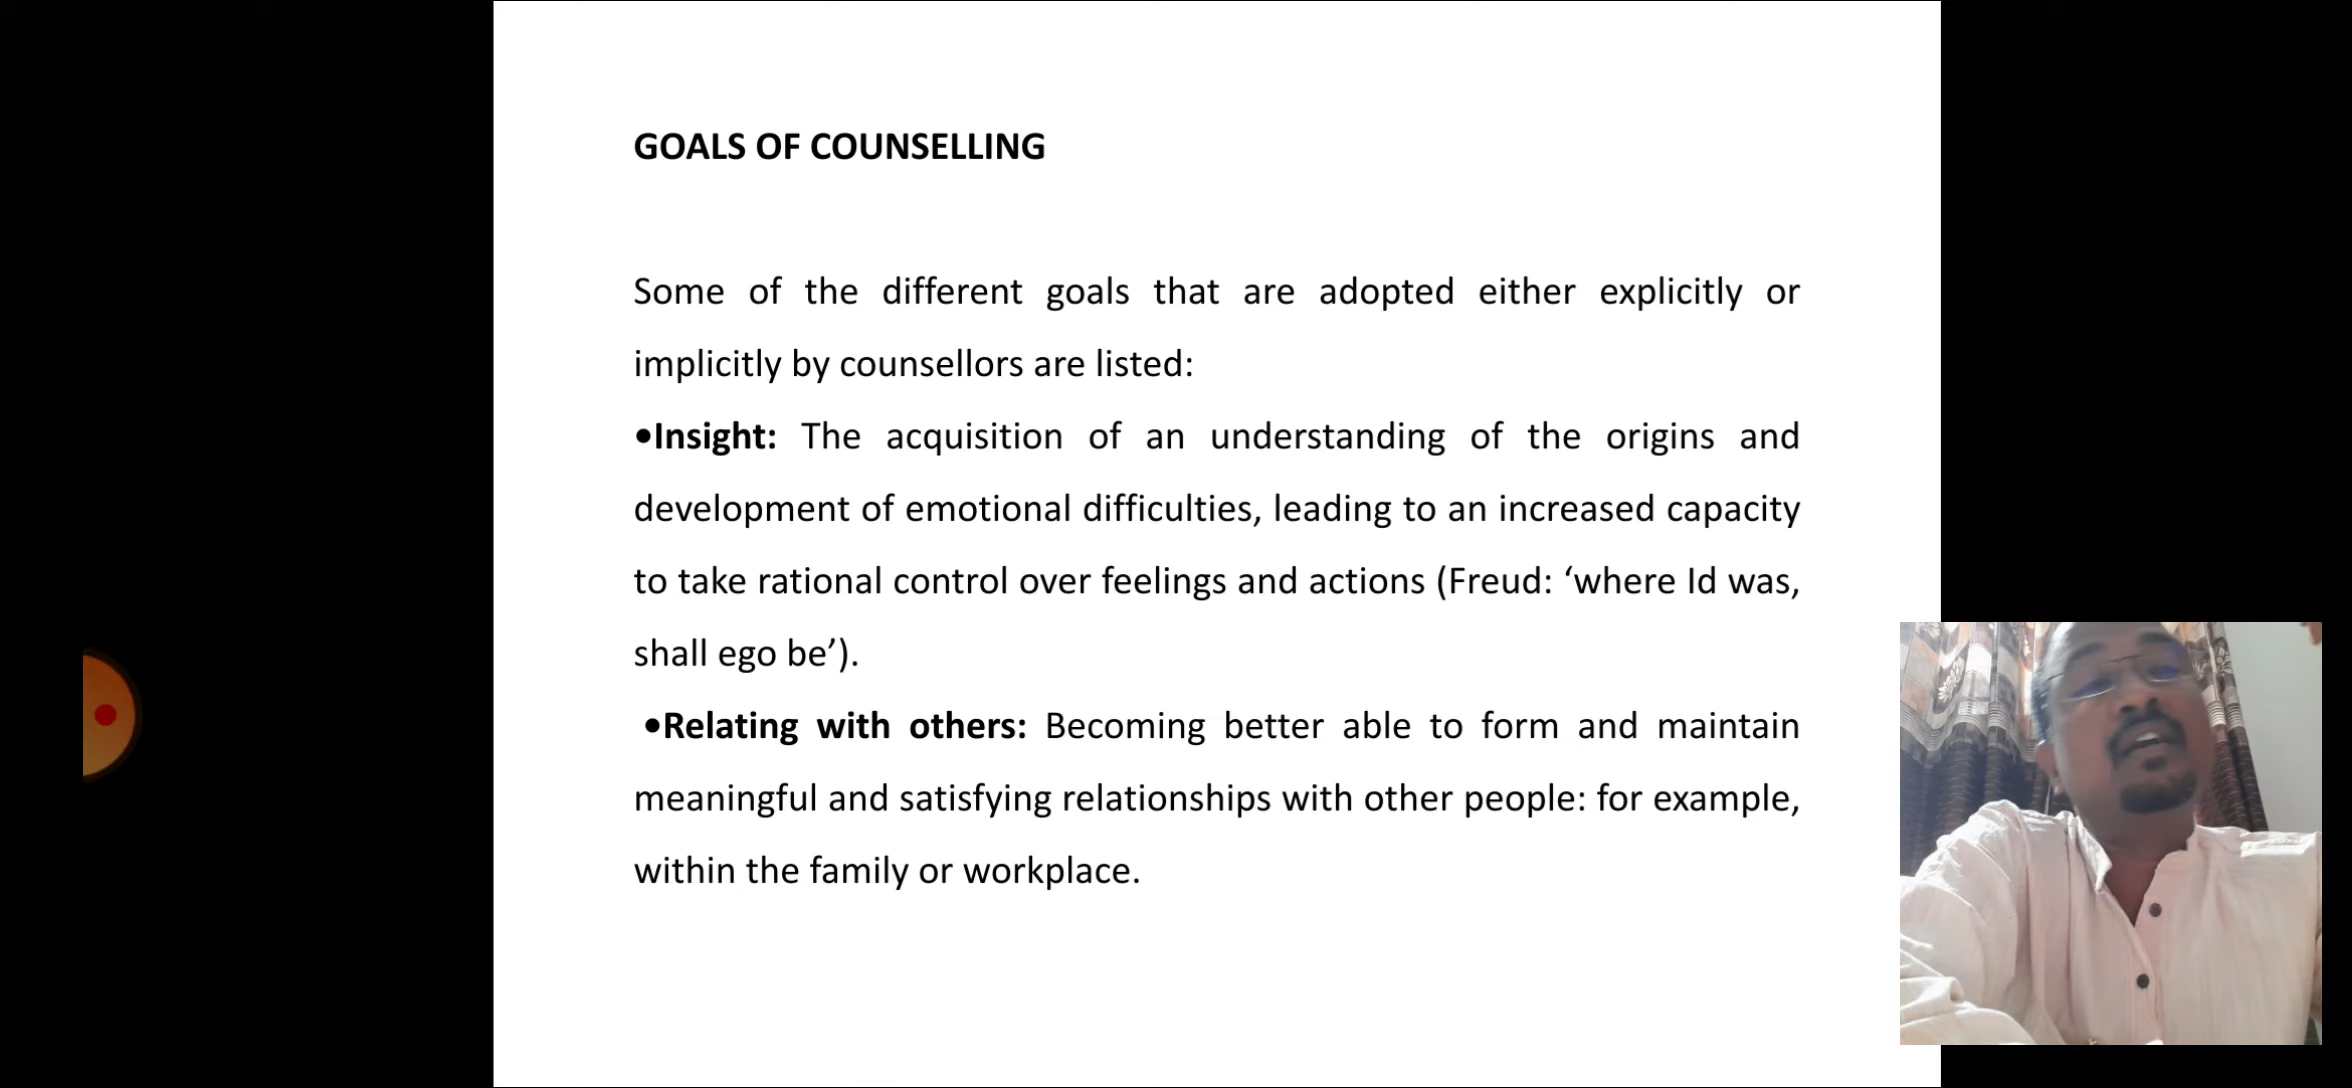 GOALS OF COUNSELLING
Some of the different goals that are adopted either explicitly or
implicitly by counsellors are listed:
•Insight: The acquisition of an understanding of the origins and
development of emotional difficulties, leading to an increased capacity
to take rational control over feelings and actions (Freud: ‘where Id was,
shall ego be’).
•Relating with others: Becoming better able to form and maintain
meaningful and satisfying relationships with other people: for example,
within the family or workplace.